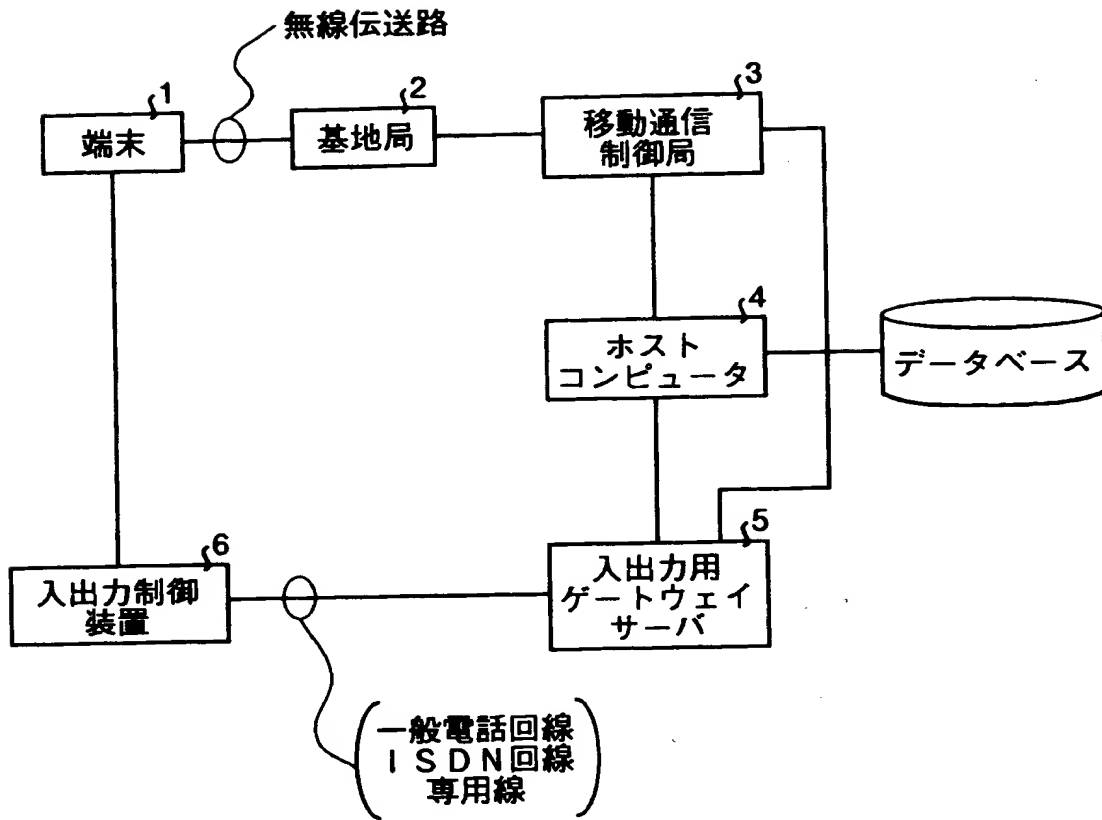 無線伝送路
1
端末
2
基地局
3
移動通信
制御局
4
ホスト
コンピュータ
データベース
5
入出力用
ゲートウェイ
サーバ
6
入出力制御
装置
一般電話回線
ISDN回線
専用線